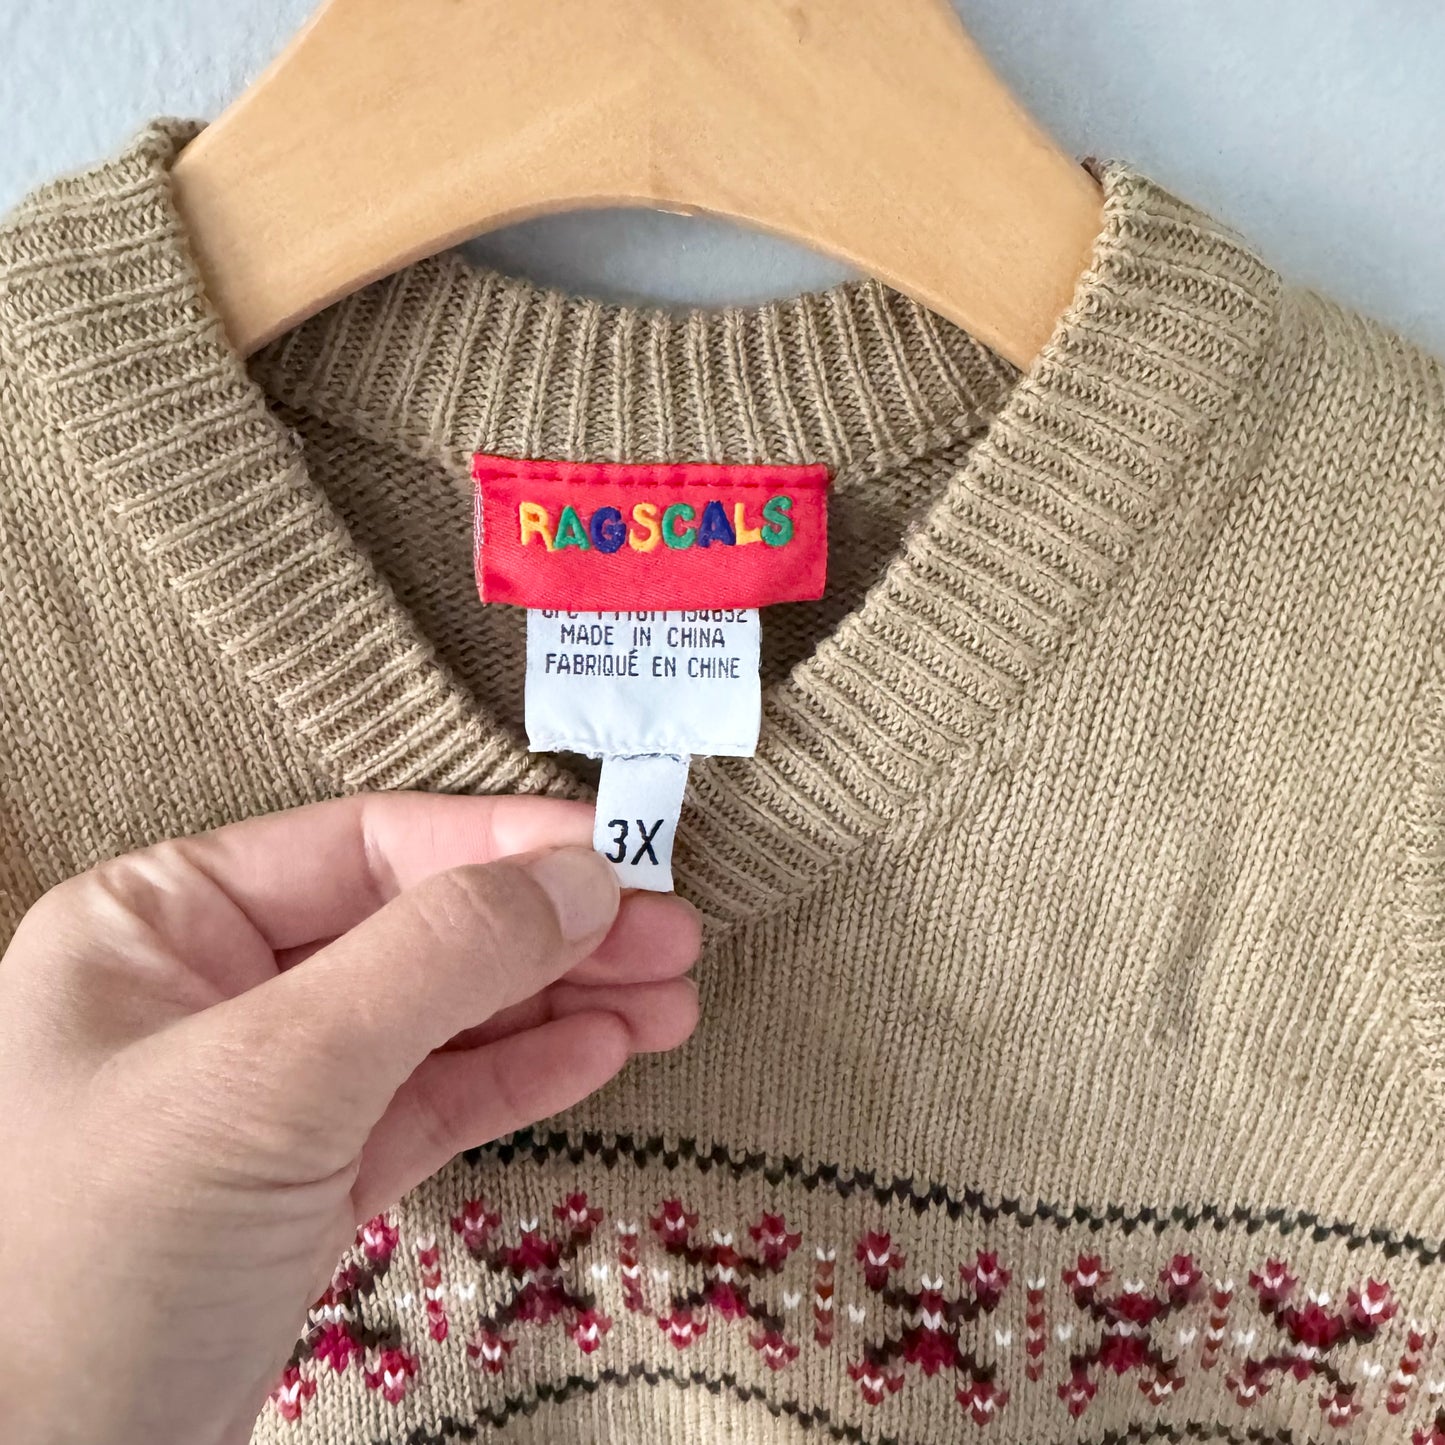 RAGSCALS
MADE IN CHINA
FABRIQUÉ EN CHINE
3X